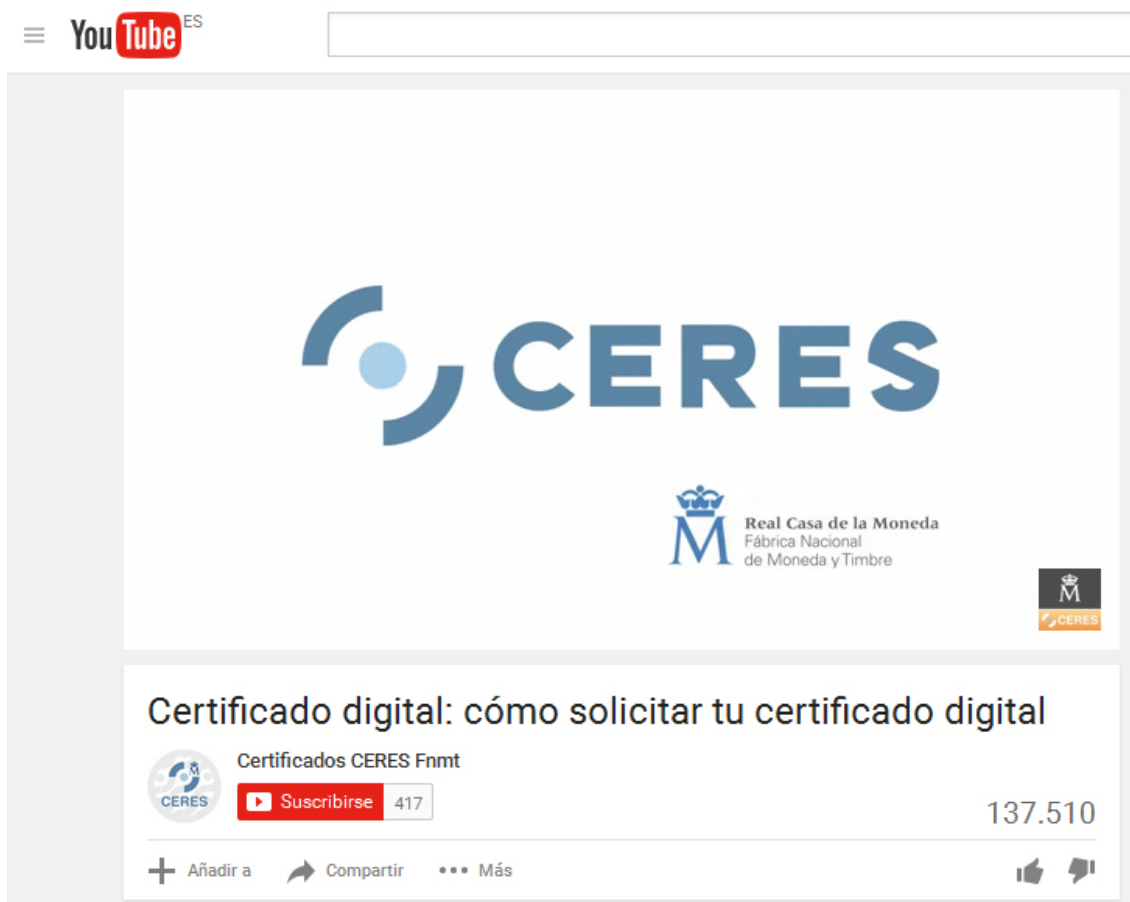 YouTube ES
CERES
M
Real Casa de la Moneda
Fábrica Nacional
de Moneda y Timbre
M
CERES
Certificado digital: cómo solicitar tu certificado digital
Certificados CERES Fnmt
M
CERES
Suscribirse 417
137.510
Añadir a Compartir Más